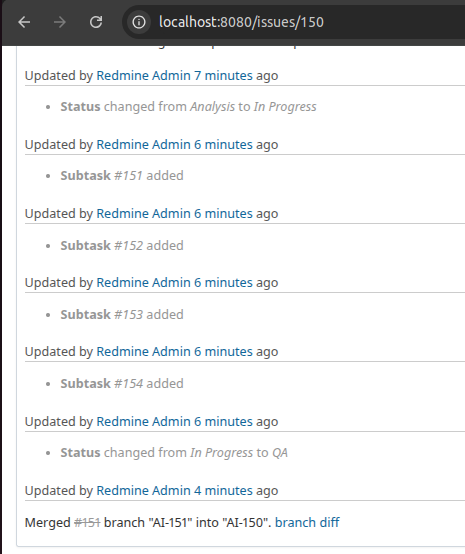 localhost:8080/issues/150
Updated by Redmine Admin 7 minutes ago
Status changed from Analysis to In Progress
Updated by Redmine Admin 6 minutes ago
Subtask #151 added
Updated by Redmine Admin 6 minutes ago
Subtask #152 added
Updated by Redmine Admin 6 minutes ago
Subtask #153 added
Updated by Redmine Admin 6 minutes ago
Subtask #154 added
Updated by Redmine Admin 6 minutes ago
Status changed from In Progress to QA
Updated by Redmine Admin 4 minutes ago
Merged #151 branch "AI-151" into "AI-150". branch diff